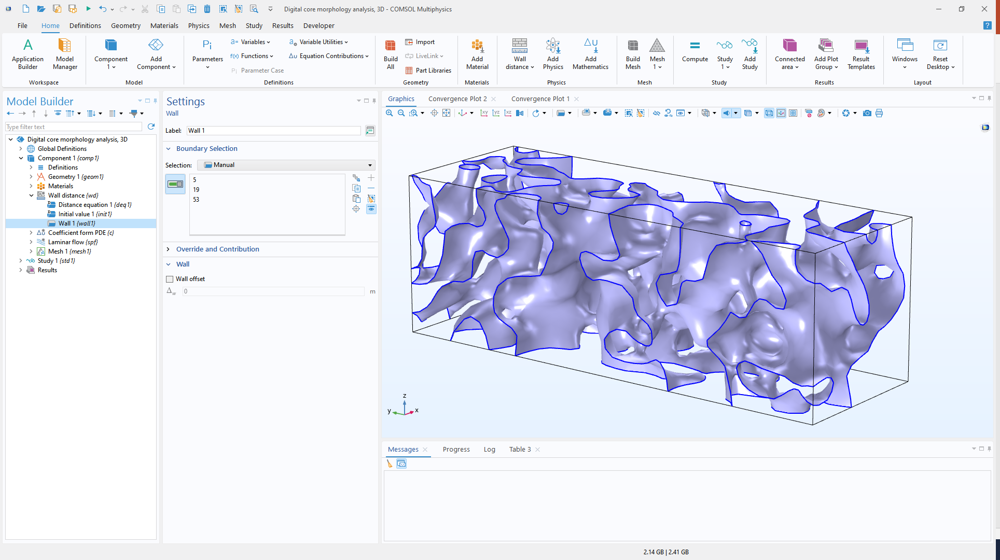 Digital core morphology analysis, 3D - COMSOL Multiphysics
File Home Definitions Geometry Materials Physics Mesh Study Results Developer
Application Builder
Model Manager
Workspace
Component 1
Add Component
Model
Pi
Parameters
a= Variables
f(x) Functions
Pi Parameter Case
a= Variable Utilities
Δu Equation Contributions
Definitions
Build All
Import
LiveLink
Part Libraries
Geometry
Add Material
Materials
Wall distance
Add Physics
Δu
Add Mathematics
Physics
Build Mesh
Mesh 1
Mesh
Compute
Study 1
Add Study
Study
Connected area
Add Plot Group
Result Templates
Results
Windows
Reset Desktop
Layout
Model Builder
Type filter text
Digital core morphology analysis, 3D
Global Definitions
Component 1 {comp1}
Definitions
Geometry 1 {geom1}
Materials
Wall distance {wd}
Distance equation 1 {deq1}
Initial value 1 {init1}
Wall 1 {wall1}
Coefficient form PDE {c}
Laminar flow {spf}
Mesh 1 {mesh1}
Study 1 {std1}
Results
Settings
Wall
Label: Wall 1
Boundary Selection
Selection: Manual
5
19
53
Override and Contribution
Wall
Wall offset
Δw 0 m
Graphics Convergence Plot 2 Convergence Plot 1
xy yz xz
z
y x
Messages Progress Log Table 3
2.14 GB | 2.41 GB